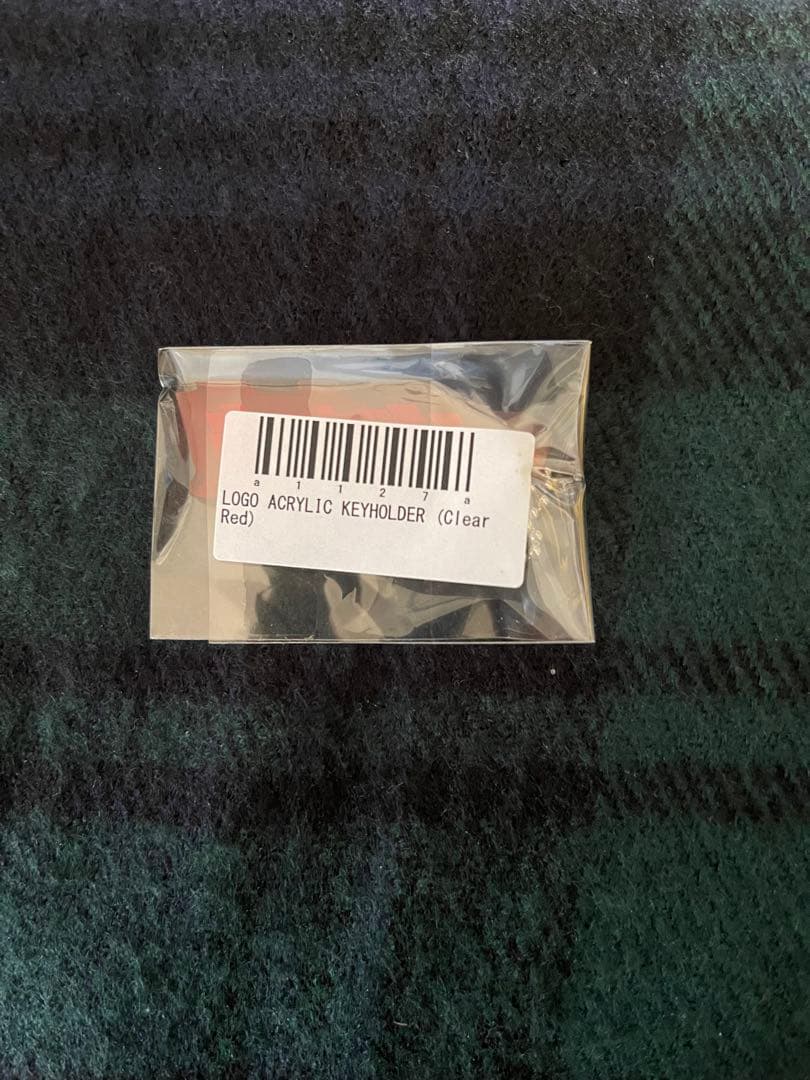 a 1 1 2 7 a
LOGO ACRYLIC KEYHOLDER (Clear
Red)